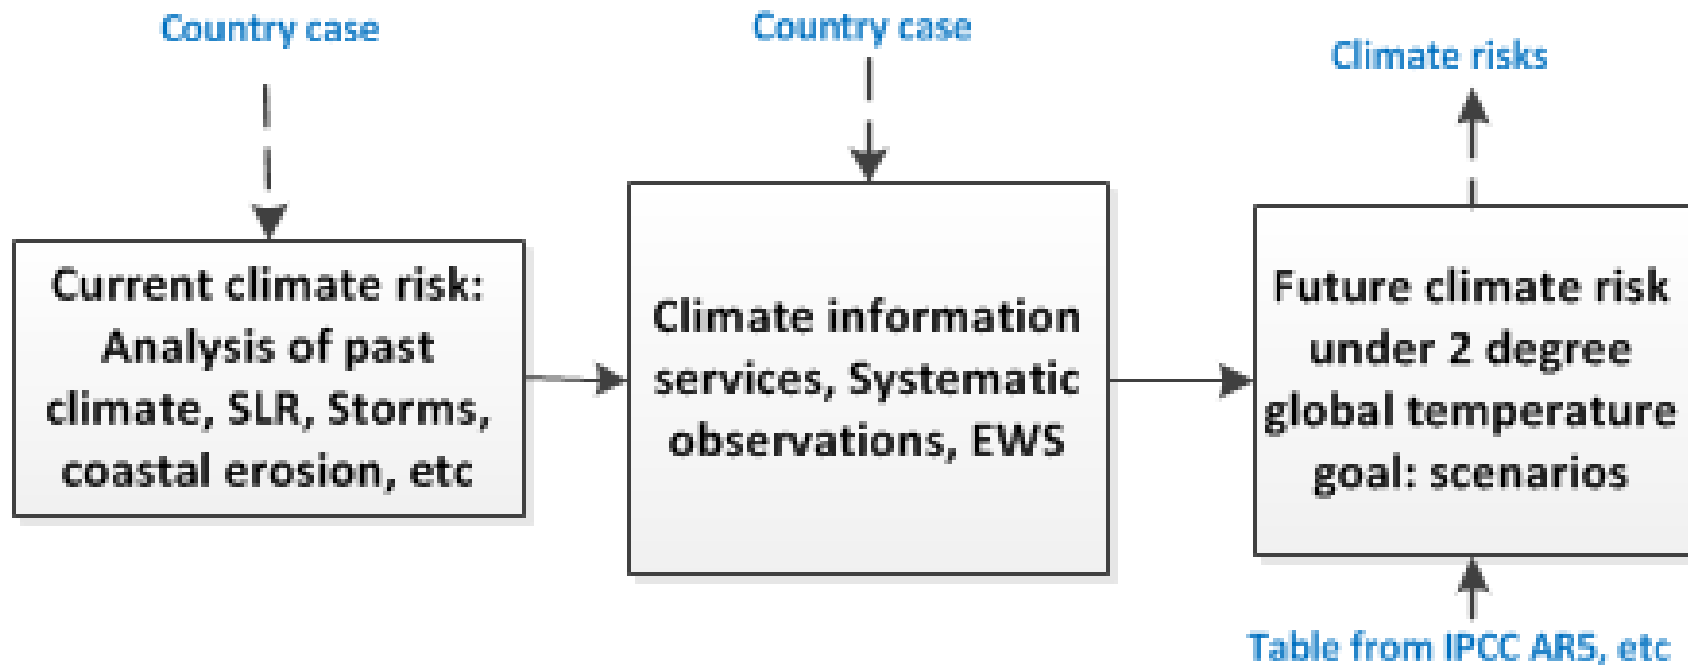 Country case
Country case
Climate risks
Current climate risk:
Analysis of past
climate, SLR, Storms,
coastal erosion, etc
Climate information
services, Systematic
observations, EWS
Future climate risk
under 2 degree
global temperature
goal: scenarios
Table from IPCC AR5, etc